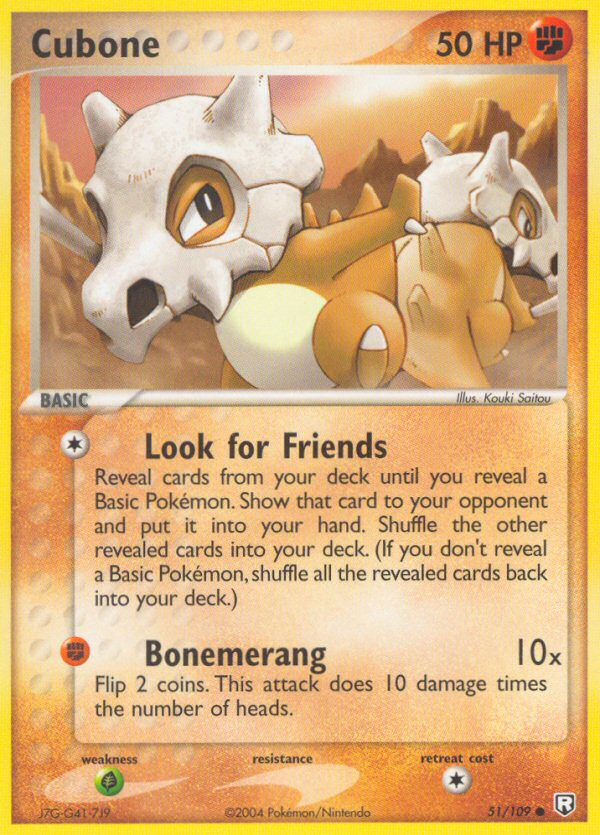 Cubone 50 HP
BASIC Illus. Kouki Saitou
Look for Friends
Reveal cards from your deck until you reveal a
Basic Pokémon. Show that card to your opponent
and put it into your hand. Shuffle the other
revealed cards into your deck. (If you don't reveal
a Basic Pokémon, shuffle all the revealed cards back
into your deck.)
Bonemerang 10x
Flip 2 coins. This attack does 10 damage times
the number of heads.
weakness resistance retreat cost
J7G-G41-7J9 ©2004 Pokémon/Nintendo 51/109 R